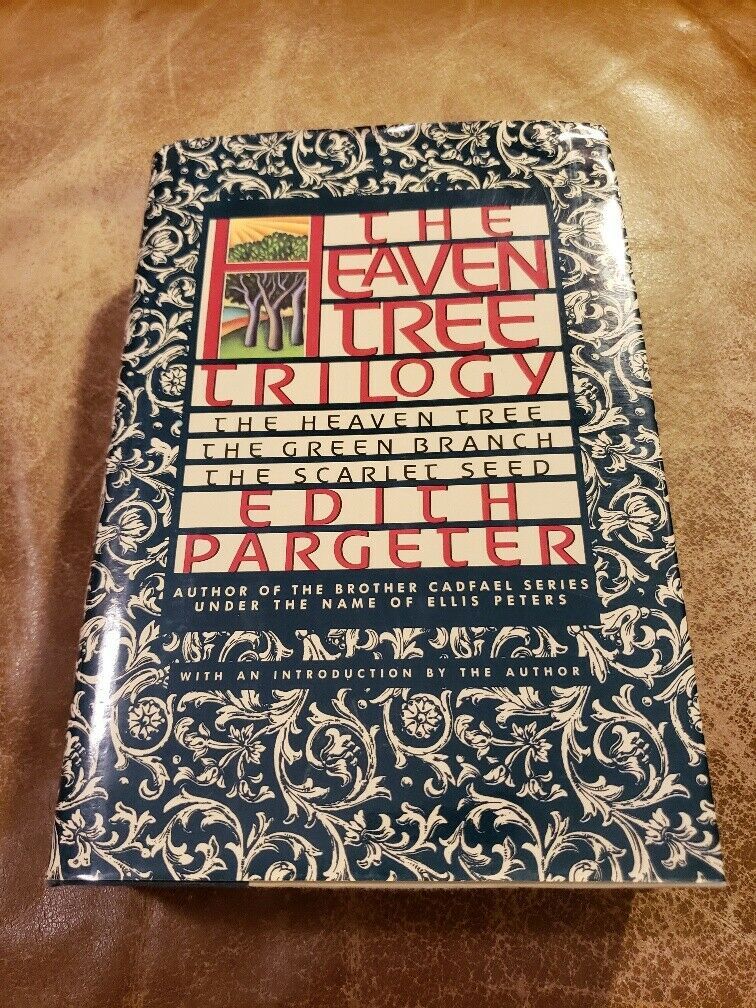 THE
HEAVEN
TREE
TRILOGY
THE HEAVEN TREE
THE GREEN BRANCH
THE SCARLET SEED
EDITH
PARGETER
AUTHOR OF THE BROTHER CADFAEL SERIES
UNDER THE NAME OF ELLIS PETERS
WITH AN INTRODUCTION BY THE AUTHOR